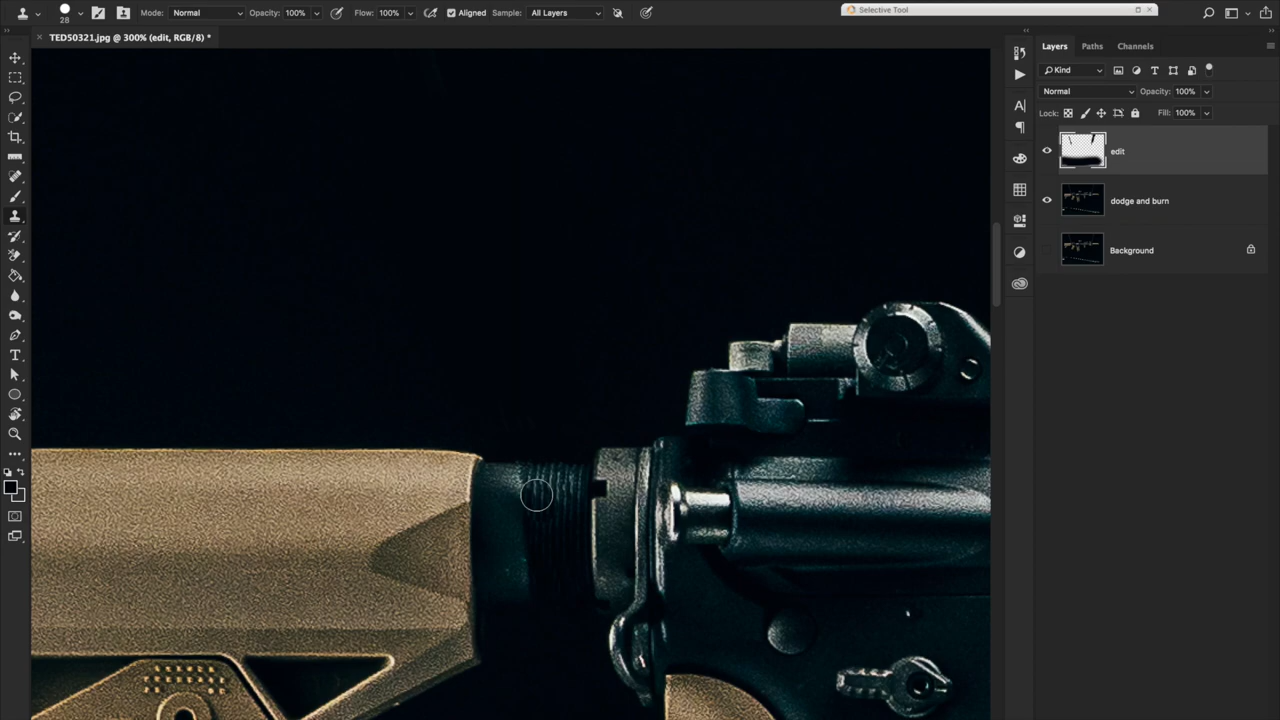 28
Mode: Normal Opacity: 100% Flow: 100% Aligned Sample: All Layers
Selective Tool
TED50321.jpg @ 300% (edit, RGB/8) *
Layers Paths Channels
Kind
Normal Opacity: 100%
Lock: Fill: 100%
edit
dodge and burn
Background